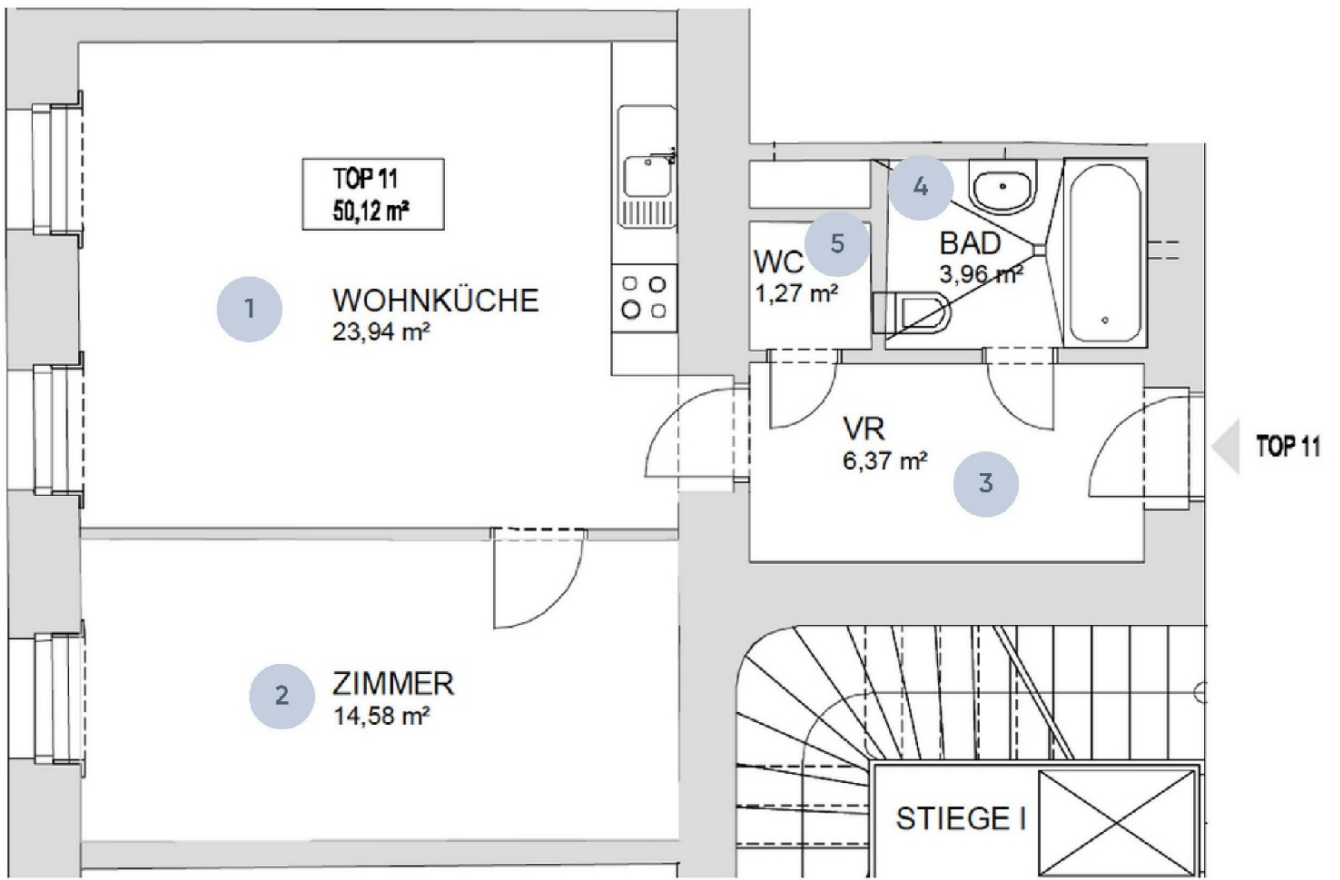 TOP 11
50,12 m²
1
WOHNKÜCHE
23,94 m²
4
5
BAD
3,96 m²
WC
1,27 m²
VR
6,37 m²
3
TOP 11
2
ZIMMER
14,58 m²
STIEGE I